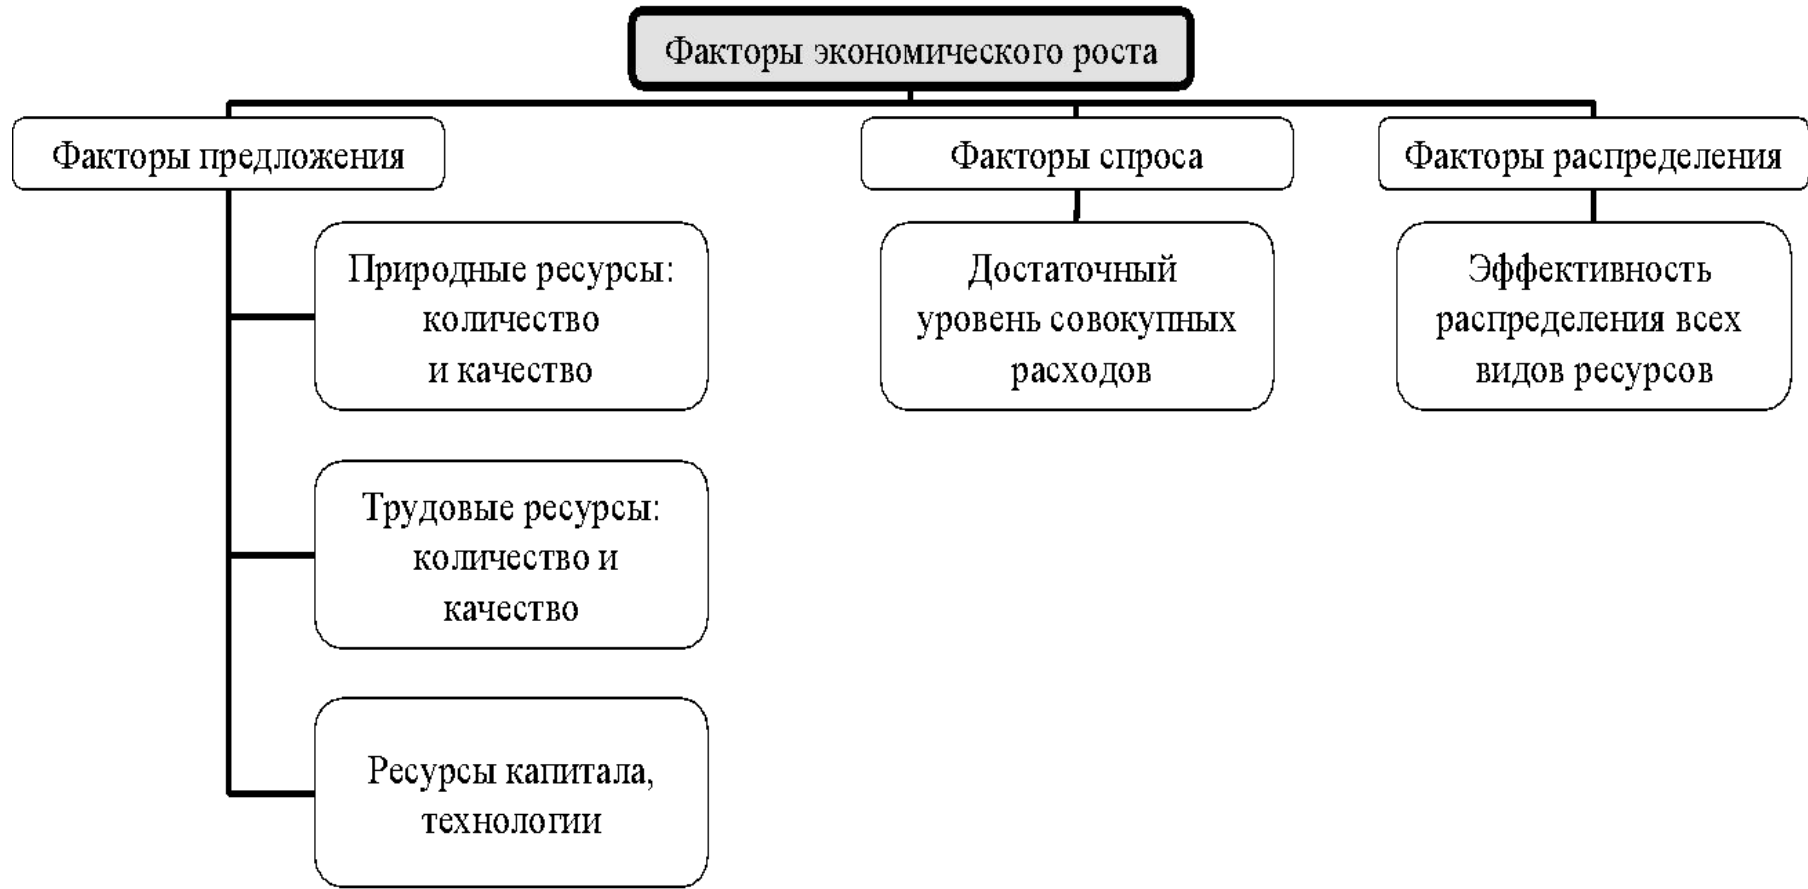 Факторы экономического роста
Факторы предложения
Факторы спроса
Факторы распределения
Природные ресурсы:
количество
и качество
Достаточный
уровень совокупных
расходов
Эффективность
распределения всех
видов ресурсов
Трудовые ресурсы:
количество и
качество
Ресурсы капитала,
технологии